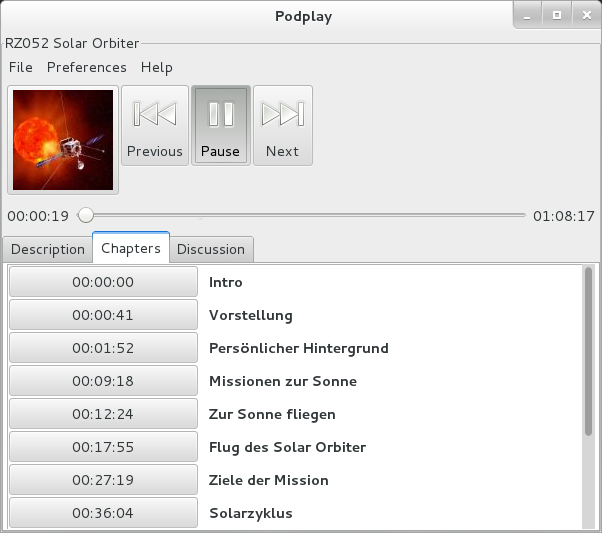 Podplay
RZ052 Solar Orbiter
File Preferences Help
Previous Pause Next
00:00:19 01:08:17
Description Chapters Discussion
00:00:00 Intro
00:00:41 Vorstellung
00:01:52 Persönlicher Hintergrund
00:09:18 Missionen zur Sonne
00:12:24 Zur Sonne fliegen
00:17:55 Flug des Solar Orbiter
00:27:19 Ziele der Mission
00:36:04 Solarzyklus